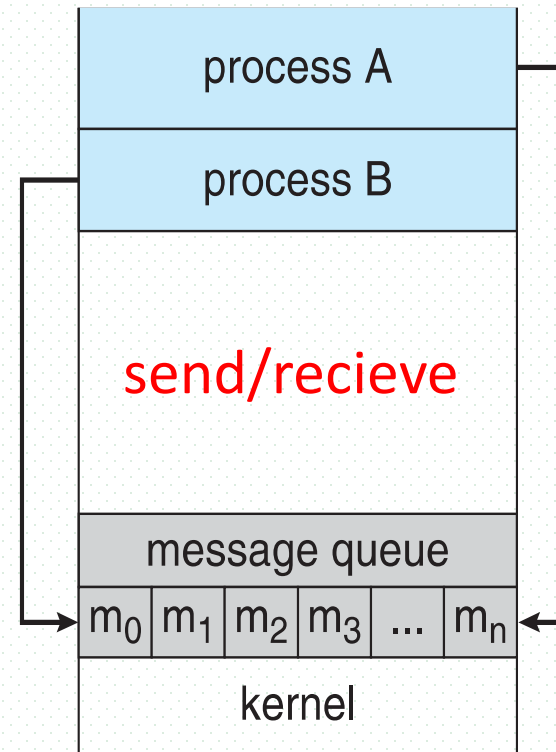 process A
process B
send/recieve
message queue
m₀ m₁ m₂ m₃ ... mₙ
kernel